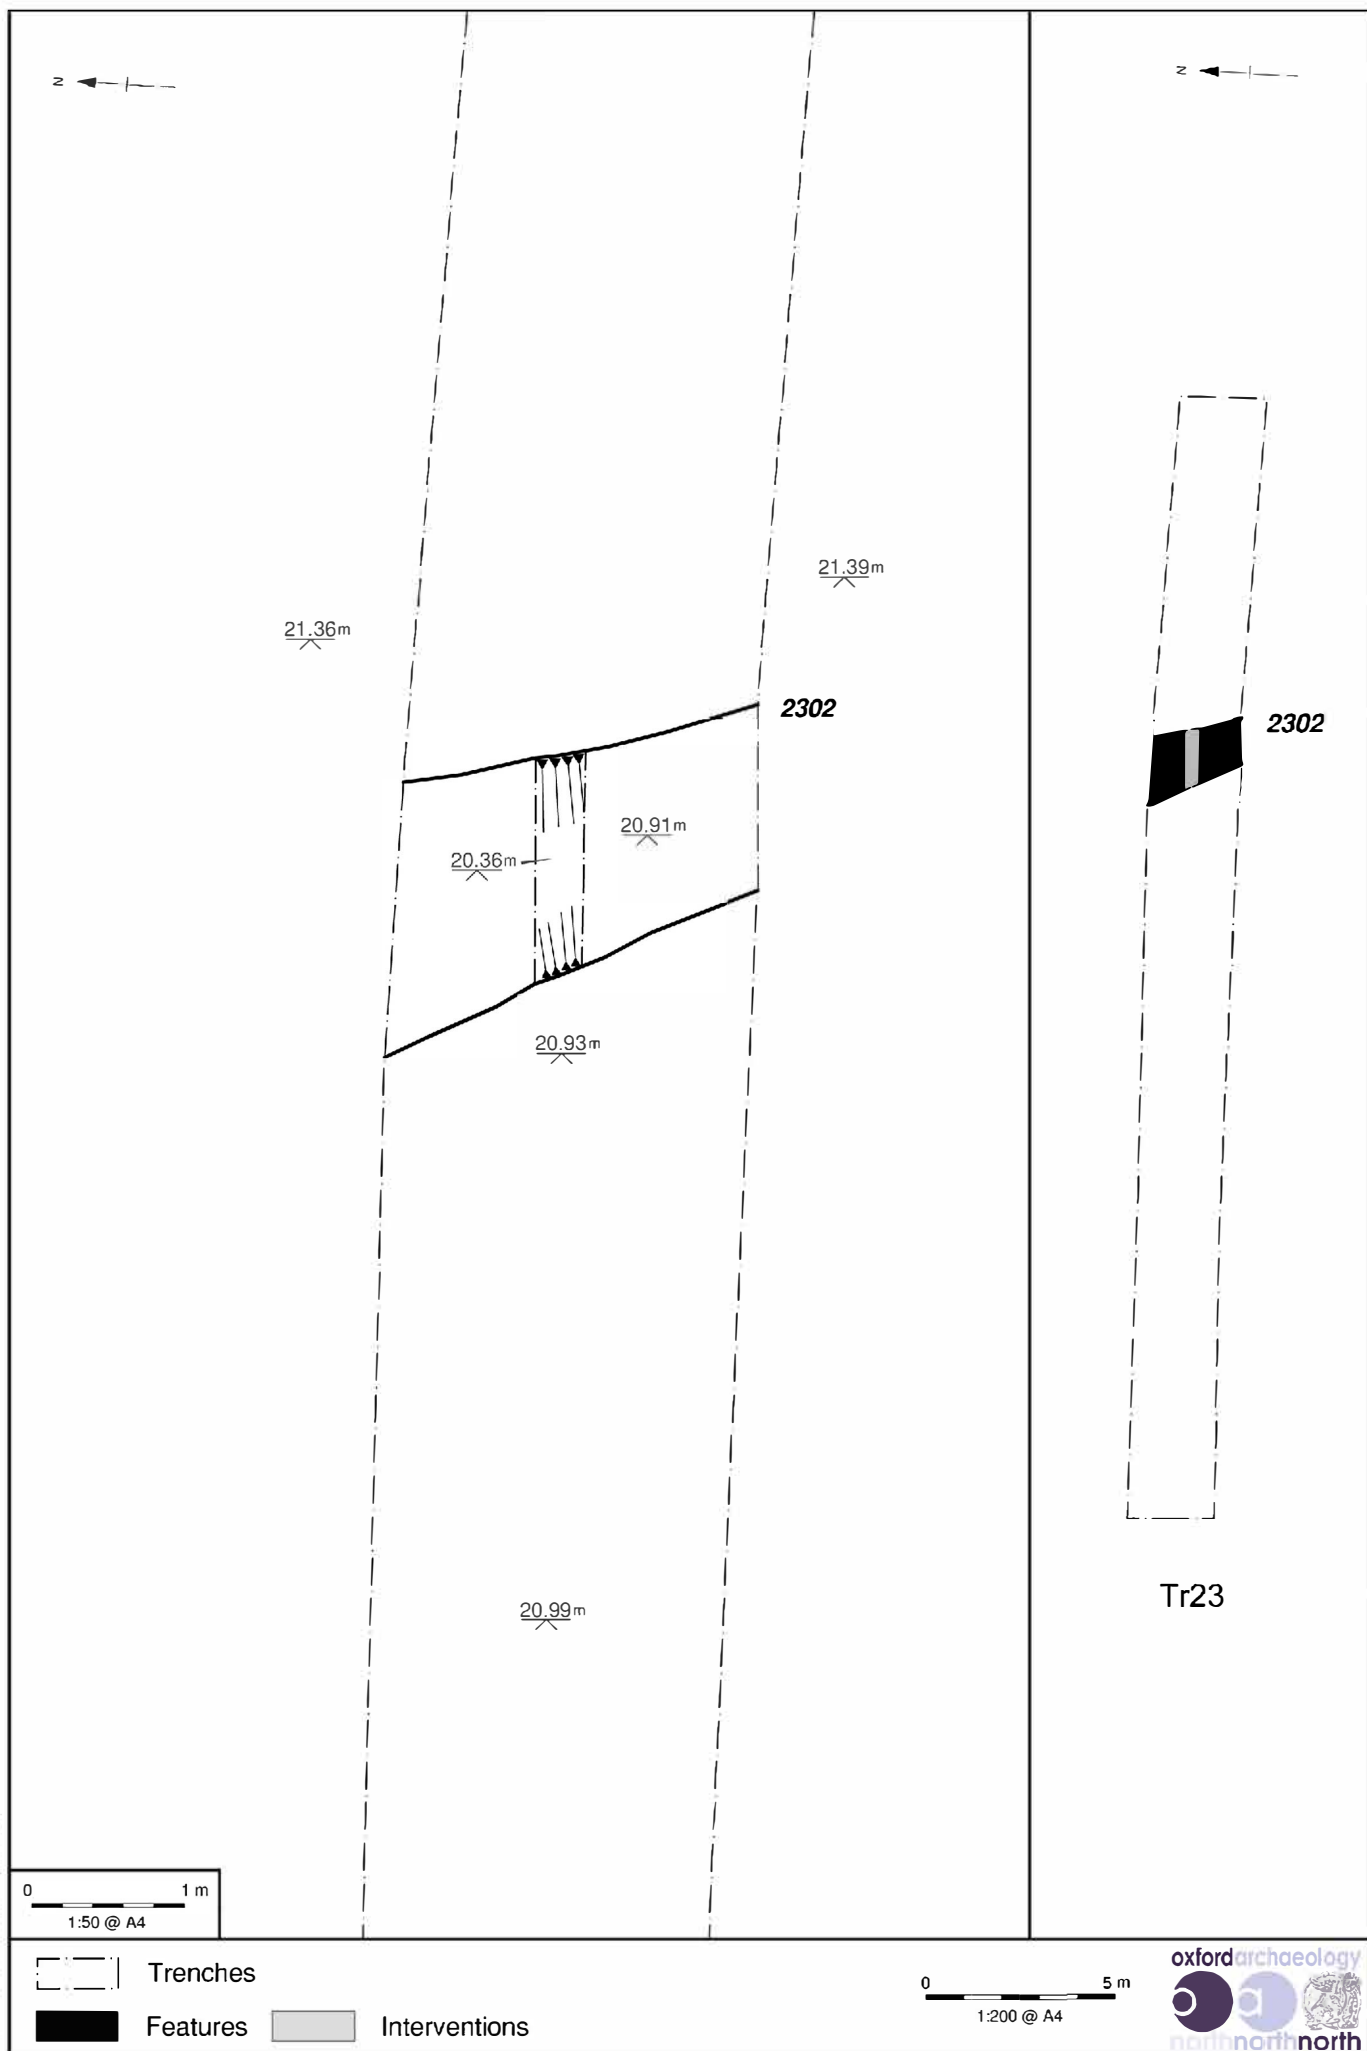 N
N
21.39m
21.36m
2302
2302
20.91m
20.36m
20.93m
Tr23
20.99m
0 1 m
1:50 @ A4
Trenches
Features
Interventions
0 5 m
1:200 @ A4
oxfordarchaeology
northnorthnorth